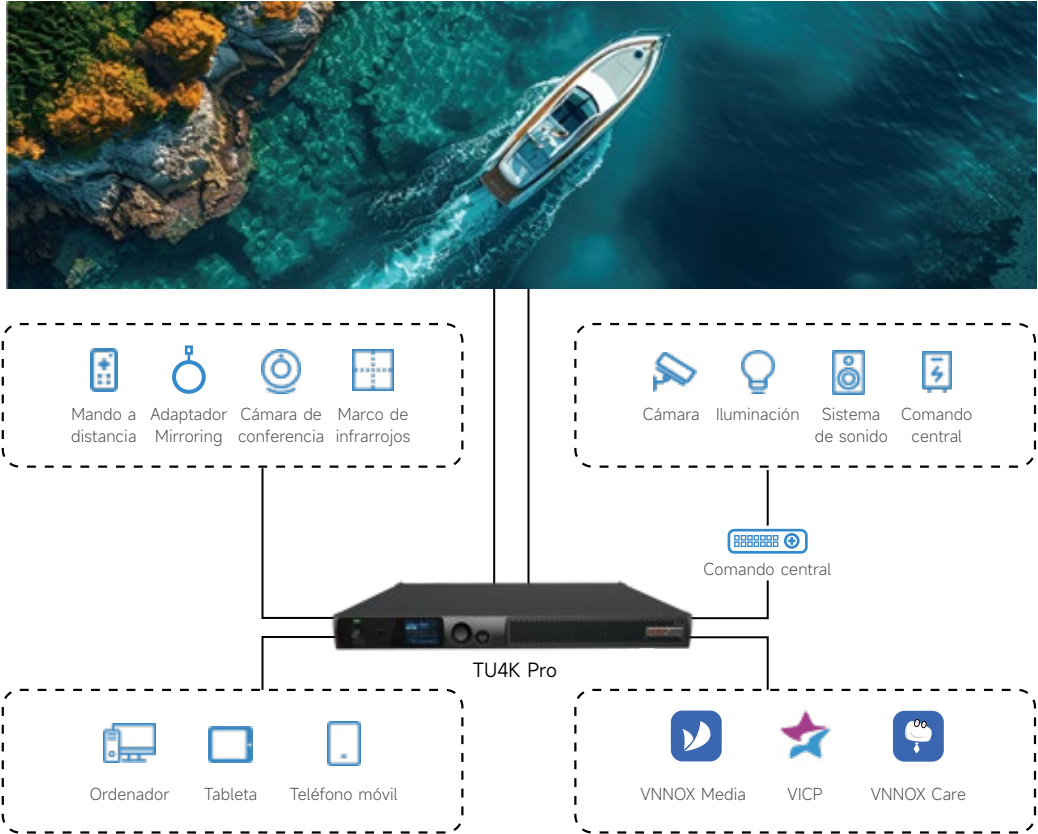 Mando a
distancia
Adaptador
Mirroring
Cámara de
conferencia
Marco de
infrarrojos
Cámara
Iluminación
Sistema
de sonido
Comando
central
Comando central
TU4K Pro
Ordenador
Tableta
Teléfono móvil
VNNOX Media
VICP
VNNOX Care